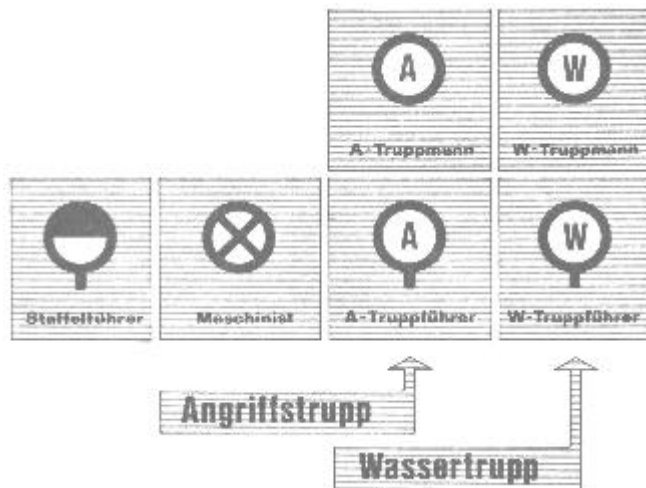 A
W
A-Truppmann
W-Truppmann
A
W
Staffelführer
Maschinist
A-Truppführer
W-Truppführer
Angriffstrupp
Wassertrupp